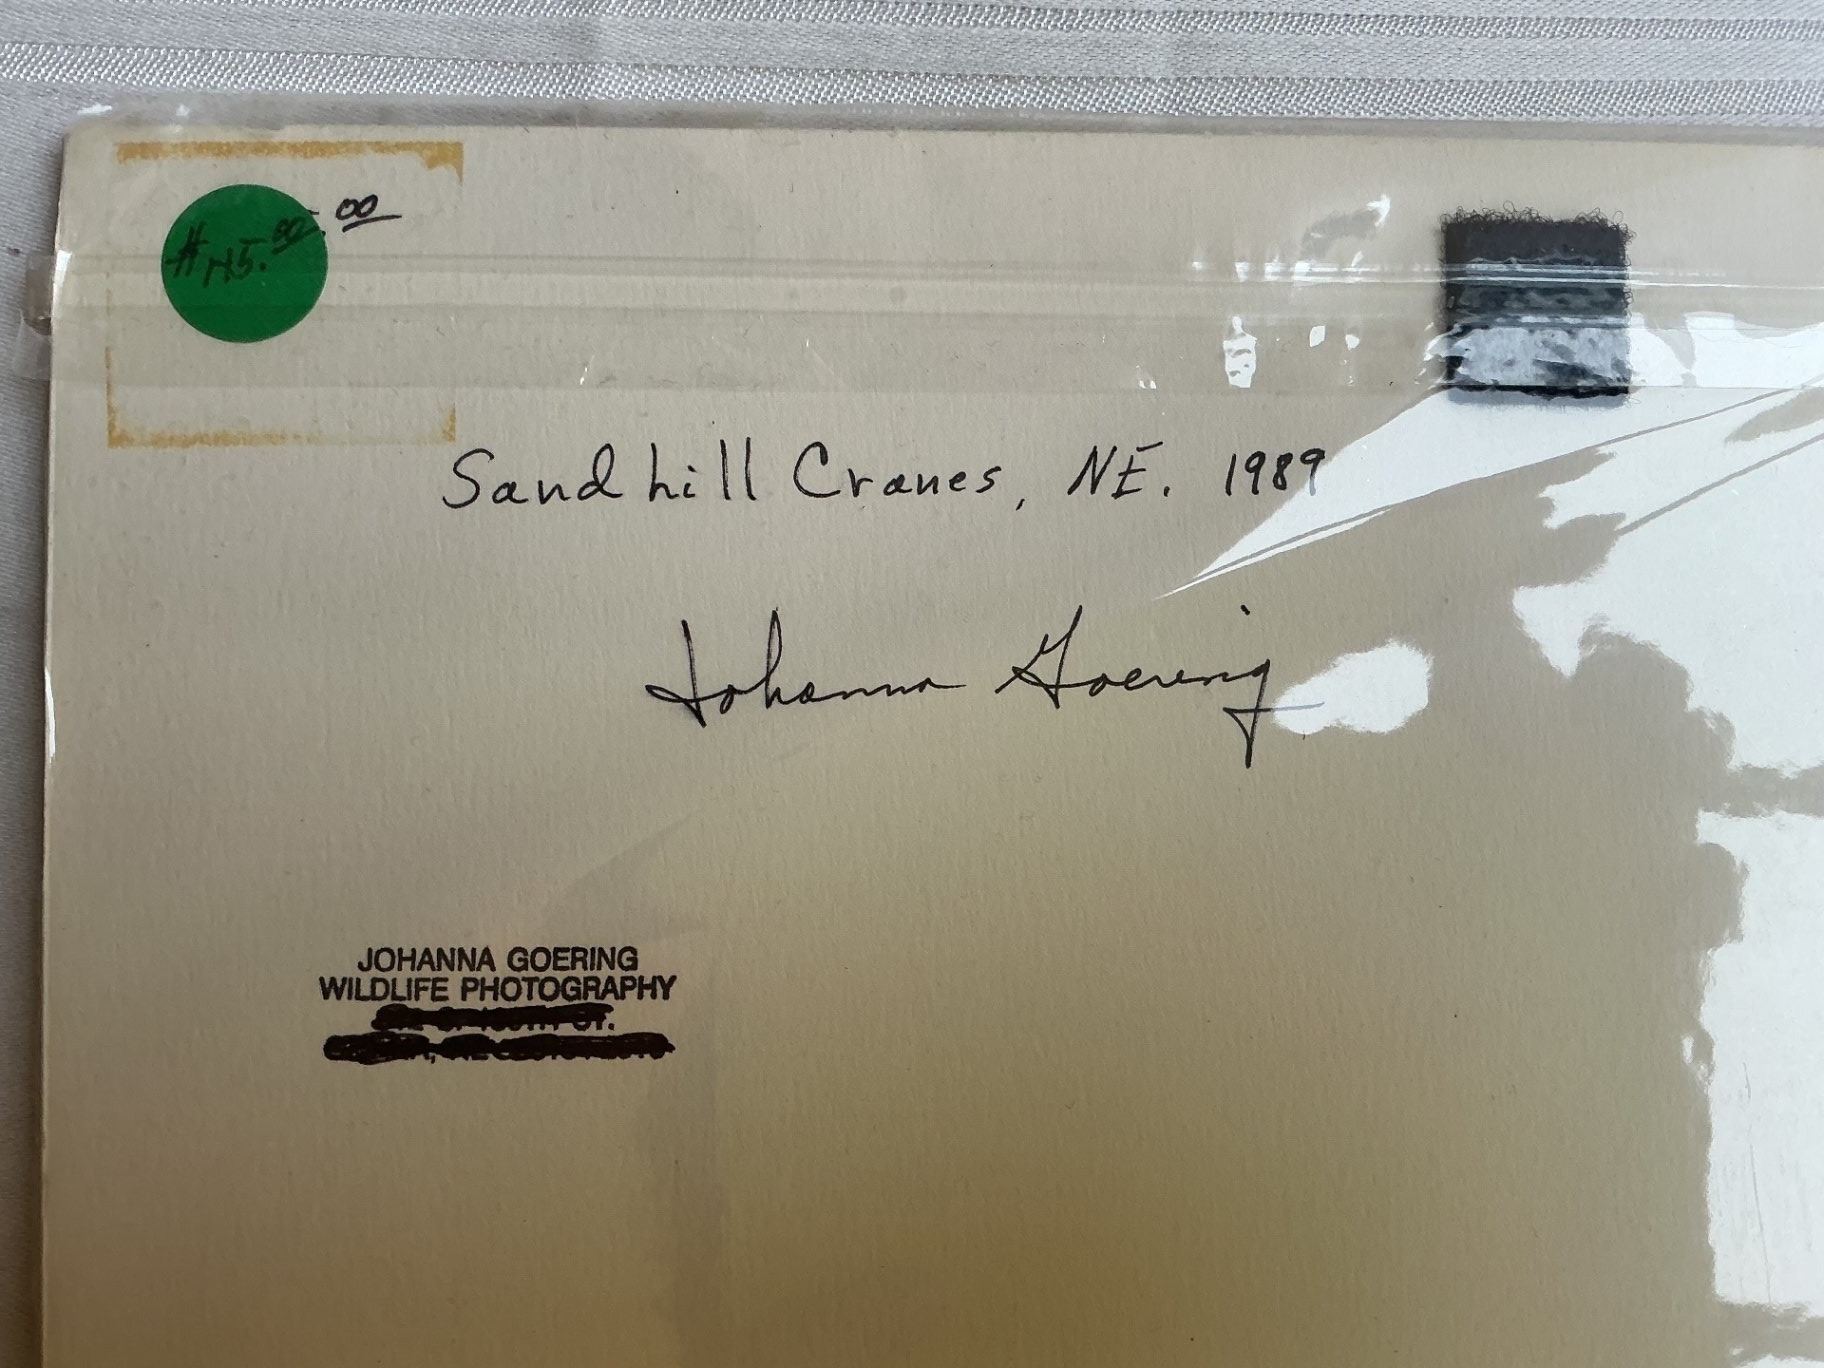 Sandhill Cranes, NE. 1989
Johanna Goering
JOHANNA GOERING
WILDLIFE PHOTOGRAPHY